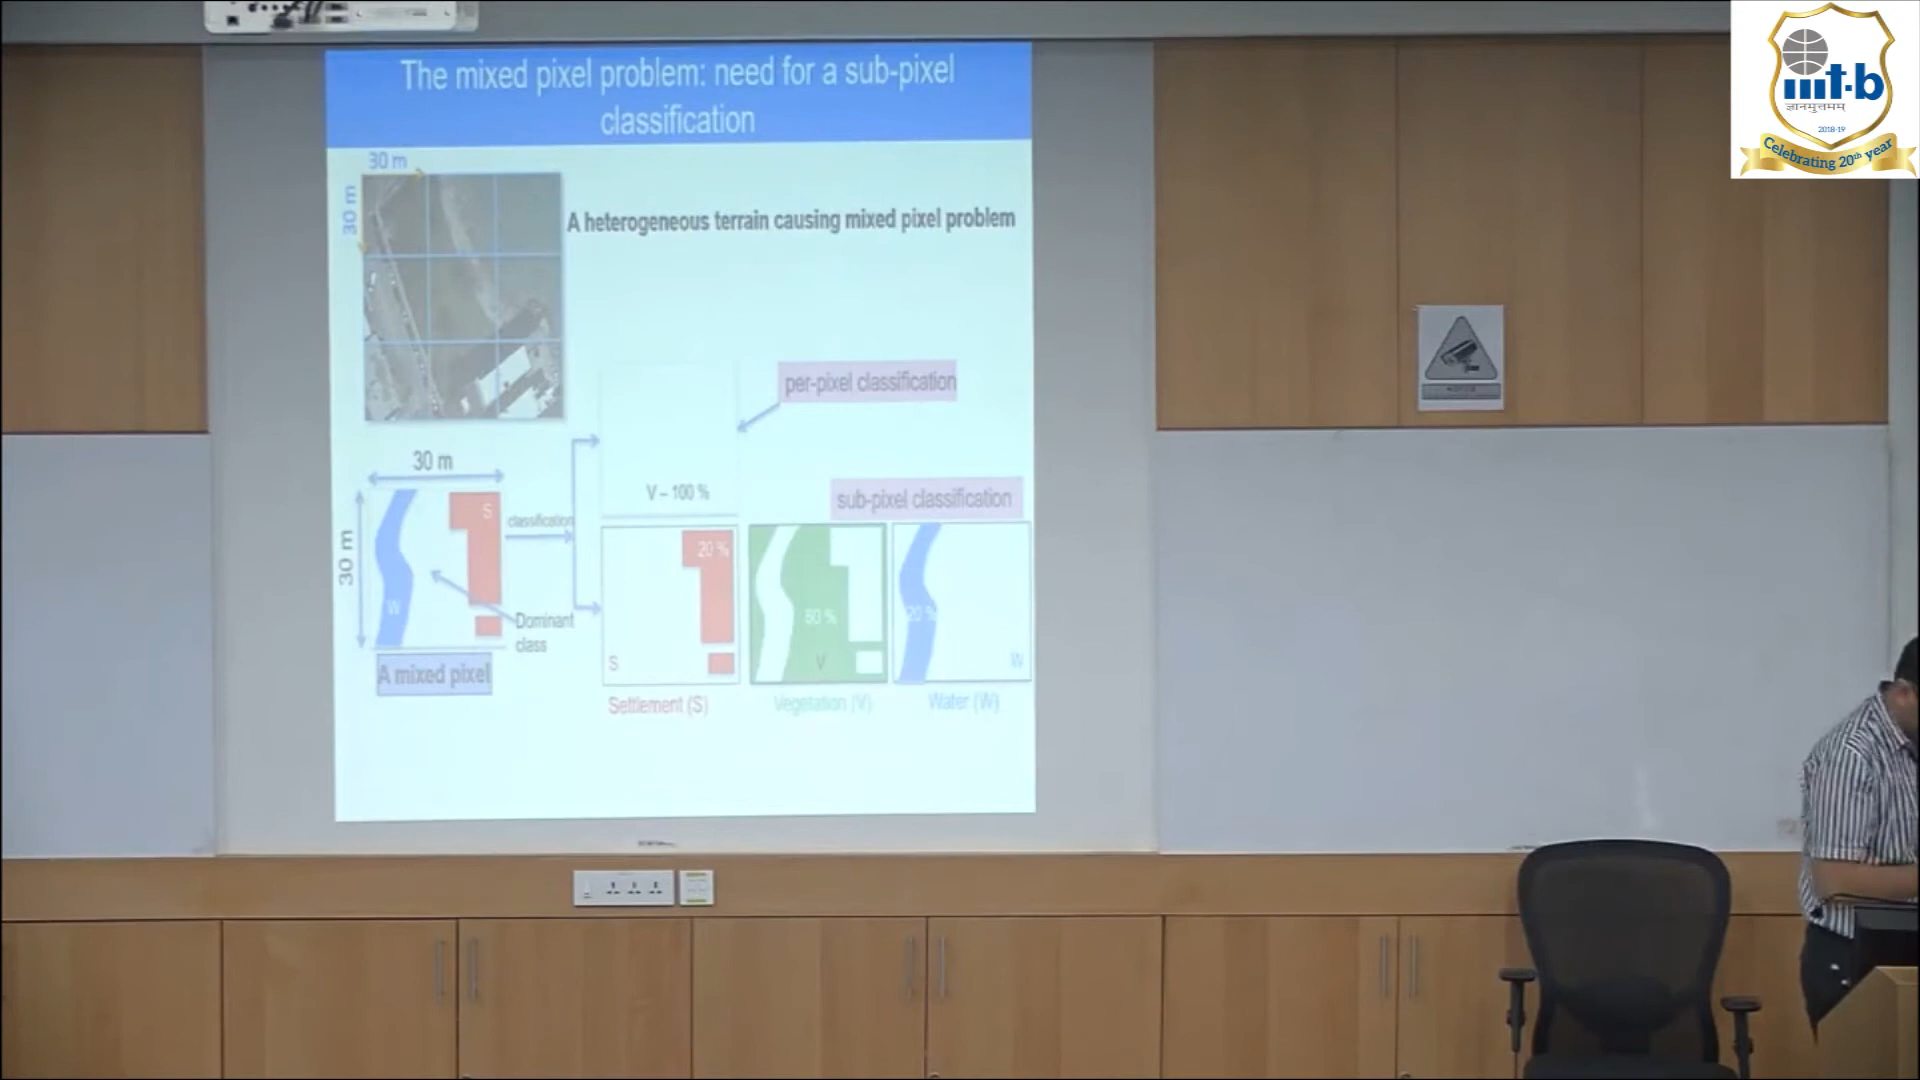 The mixed pixel problem: need for a sub-pixel
classification
30 m
30 m
A heterogeneous terrain causing mixed pixel problem
per-pixel classification
30 m
V – 100 %
sub-pixel classification
30 m
S
W
classification
Dominant
class
A mixed pixel
20 %
S
60 %
V
20 %
W
Settlement (S)
Vegetation (V)
Water (W)
iiit-b
ज्ञानमुत्तमम्
2018-19
Celebrating 20th year
NOTICE